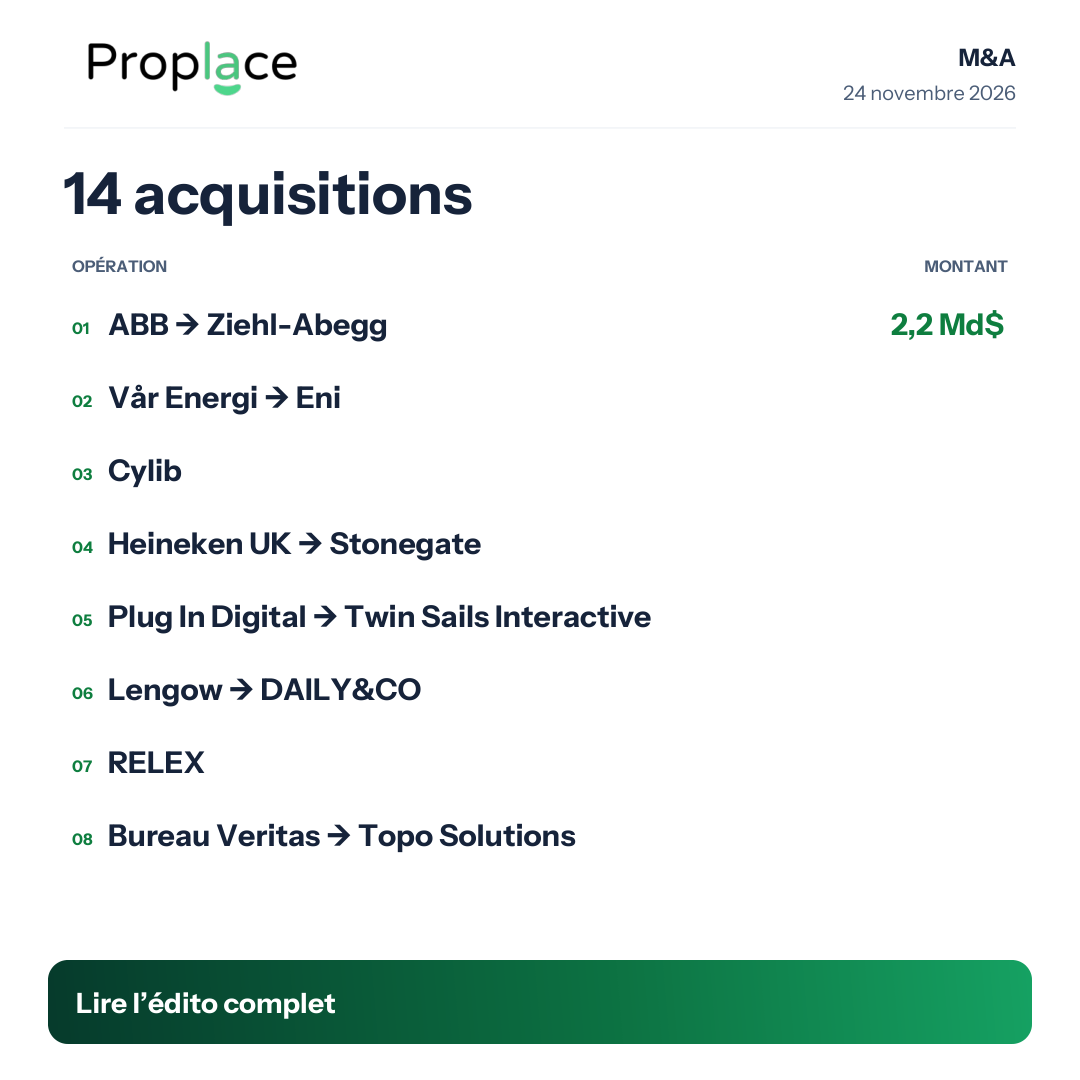 Proplace
M&A
24 novembre 2026
14 acquisitions
OPÉRATION MONTANT
01 ABB → Ziehl-Abegg 2,2 Md$
02 Vår Energi → Eni
03 Cylib
04 Heineken UK → Stonegate
05 Plug In Digital → Twin Sails Interactive
06 Lengow → DAILY&CO
07 RELEX
08 Bureau Veritas → Topo Solutions
Lire l’édito complet